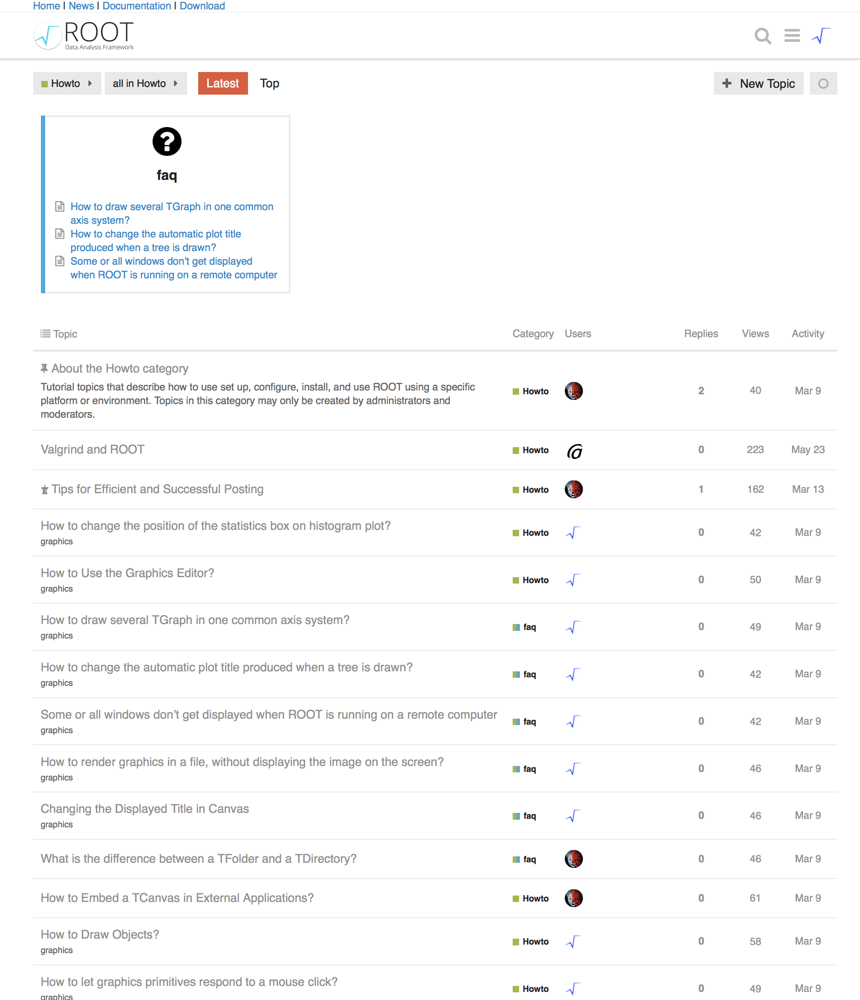 Home | News | Documentation | Download
ROOT
Data Analysis Framework
Howto all in Howto Latest Top New Topic
faq
How to draw several TGraph in one common
axis system?
How to change the automatic plot title
produced when a tree is drawn?
Some or all windows don’t get displayed
when ROOT is running on a remote computer
Topic Category Users Replies Views Activity
About the Howto category
Tutorial topics that describe how to use set up, configure, install, and use ROOT using a specific
platform or environment. Topics in this category may only be created by administrators and
moderators.
Howto 2 40 Mar 9
Valgrind and ROOT Howto 0 223 May 23
Tips for Efficient and Successful Posting Howto 1 162 Mar 13
How to change the position of the statistics box on histogram plot?
graphics
Howto 0 42 Mar 9
How to Use the Graphics Editor?
graphics
Howto 0 50 Mar 9
How to draw several TGraph in one common axis system?
graphics
faq 0 49 Mar 9
How to change the automatic plot title produced when a tree is drawn?
graphics
faq 0 42 Mar 9
Some or all windows don’t get displayed when ROOT is running on a remote computer
graphics
faq 0 42 Mar 9
How to render graphics in a file, without displaying the image on the screen?
graphics
faq 0 46 Mar 9
Changing the Displayed Title in Canvas
graphics
faq 0 46 Mar 9
What is the difference between a TFolder and a TDirectory? faq 0 46 Mar 9
How to Embed a TCanvas in External Applications? Howto 0 61 Mar 9
How to Draw Objects?
graphics
Howto 0 58 Mar 9
How to let graphics primitives respond to a mouse click?
graphics
Howto 0 49 Mar 9